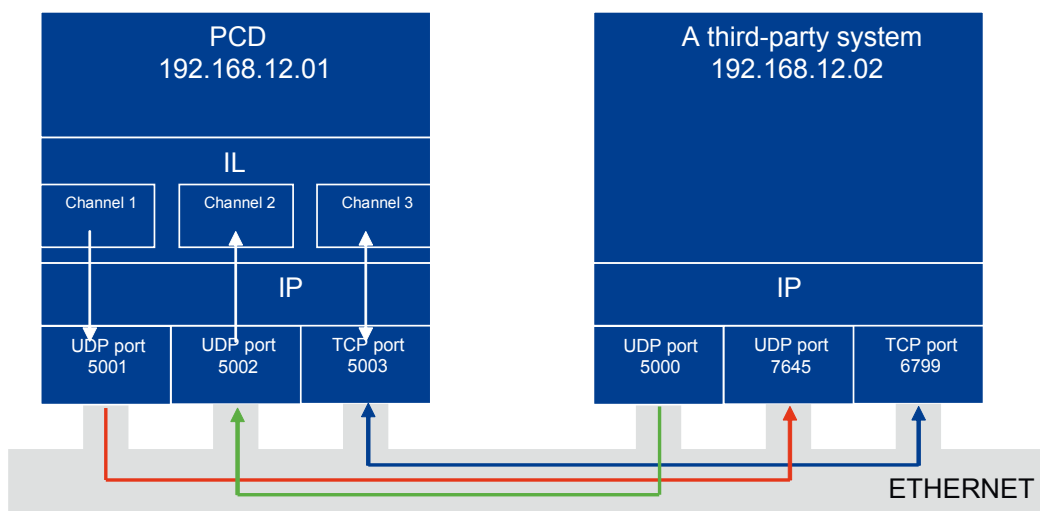 PCD
192.168.12.01
A third-party system
192.168.12.02
IL
Channel 1
Channel 2
Channel 3
IP
IP
UDP port
5001
UDP port
5002
TCP port
5003
UDP port
5000
UDP port
7645
TCP port
6799
ETHERNET